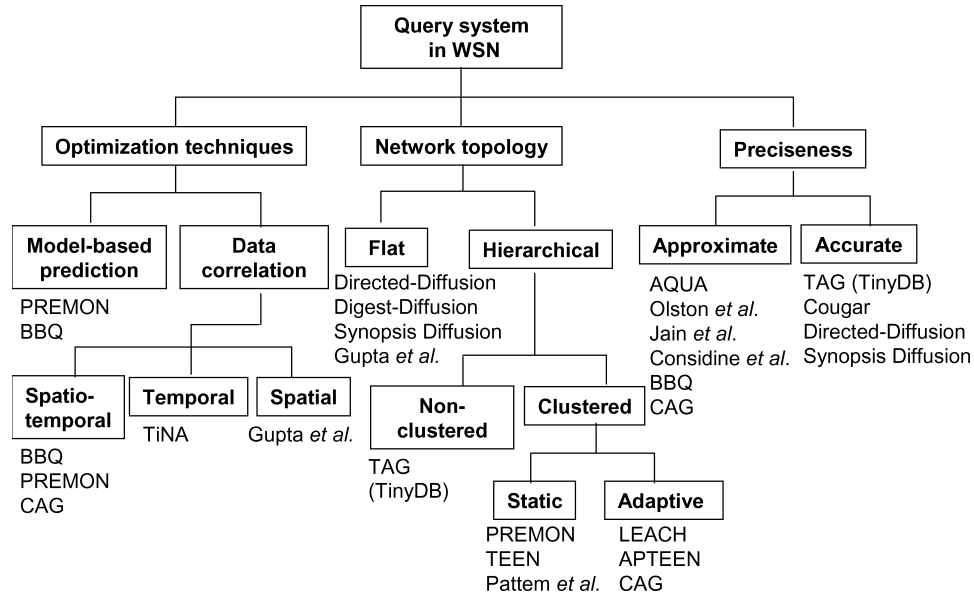 Query system
in WSN
Optimization techniques
Network topology
Preciseness
Model-based
prediction
PREMON
BBQ
Data
correlation
Flat
Directed-Diffusion
Digest-Diffusion
Synopsis Diffusion
Gupta et al.
Hierarchical
Approximate
AQUA
Olston et al.
Jain et al.
Considine et al.
BBQ
CAG
Accurate
TAG (TinyDB)
Cougar
Directed-Diffusion
Synopsis Diffusion
Spatio-
temporal
BBQ
PREMON
CAG
Temporal
TiNA
Spatial
Gupta et al.
Non-
clustered
TAG
(TinyDB)
Clustered
Static
PREMON
TEEN
Pattem et al.
Adaptive
LEACH
APTEEN
CAG